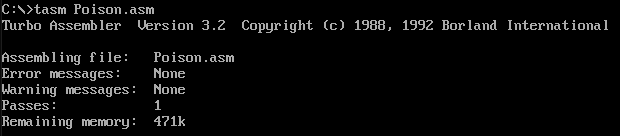 C:\>tasm Poison.asm
Turbo Assembler  Version 3.2  Copyright (c) 1988, 1992 Borland International
Assembling file:   Poison.asm
Error messages:    None
Warning messages:  None
Passes:            1
Remaining memory:  471k